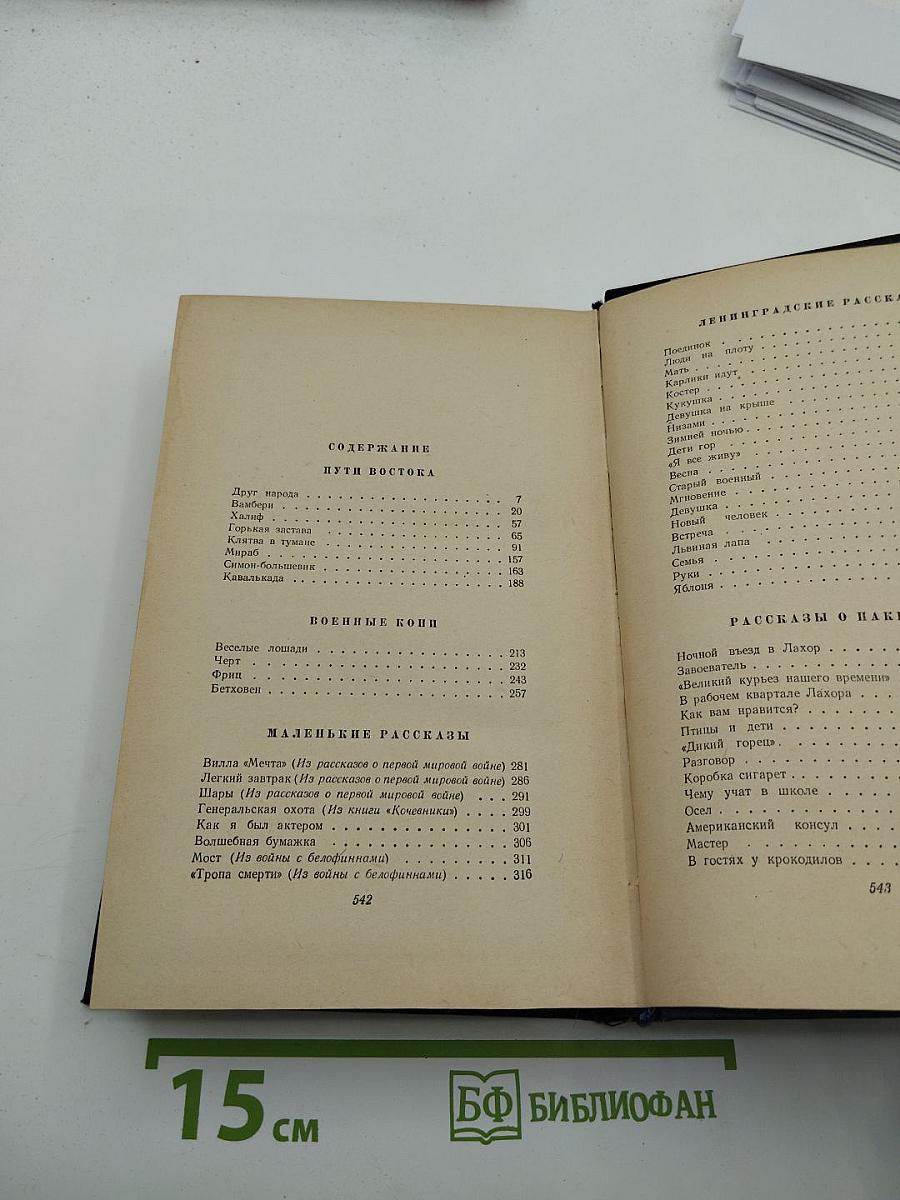 СОДЕРЖАНИЕ
ПУТИ ВОСТОКА
Друг народа . . . . . . . . . . . . . . . . . . 7
Вамбери . . . . . . . . . . . . . . . . . . 20
Халиф . . . . . . . . . . . . . . . . . . 57
Горькая застава . . . . . . . . . . . . . . . . 65
Клятва в тумане . . . . . . . . . . . . . . . . 91
Мираб . . . . . . . . . . . . . . . . . . 157
Симон-большевик . . . . . . . . . . . . . . . . 163
Кавалькада . . . . . . . . . . . . . . . . . . 188
ВОЕННЫЕ КОНИ
Веселые лошади . . . . . . . . . . . . . . . 213
Черт . . . . . . . . . . . . . . . . . . . 232
Фриц . . . . . . . . . . . . . . . . . . . 243
Бетховен . . . . . . . . . . . . . . . . . . 257
МАЛЕНЬКИЕ РАССКАЗЫ
Вилла «Мечта» (Из рассказов о первой мировой войне) 281
Легкий завтрак (Из рассказов о первой мировой войне) 286
Шары (Из рассказов о первой мировой войне) . . . 291
Генеральская охота (Из книги «Кочевники») . . . . 299
Как я был актером . . . . . . . . . . . . . . 301
Волшебная бумажка . . . . . . . . . . . . . . 306
Мост (Из войны с белофиннами) . . . . . . . . . 311
«Тропа смерти» (Из войны с белофиннами) . . . . . 316
542
ЛЕНИНГРАДСКИЕ РАССКА
Поединок
Люди на плоту
Мать
Карлики идут
Костер
Кукушка
Девушка на крыше
Низами
Зимней ночью
Дети гор
«Я все живу»
Весна
Старый военный
Мгновение
Девушка
Новый человек
Встреча
Львиная лапа
Семья
Руки
Яблоня
РАССКАЗЫ О ПАКИ
Ночной въезд в Лахор
Завоеватель
«Великий курьез нашего времени»
В рабочем квартале Лахора
Как вам нравится?
Птицы и дети
«Дикий горец»
Разговор
Коробка сигарет
Чему учат в школе
Осел
Американский консул
Мастер
В гостях у крокодилов
543
15 см
БФ БИБЛИОФАН